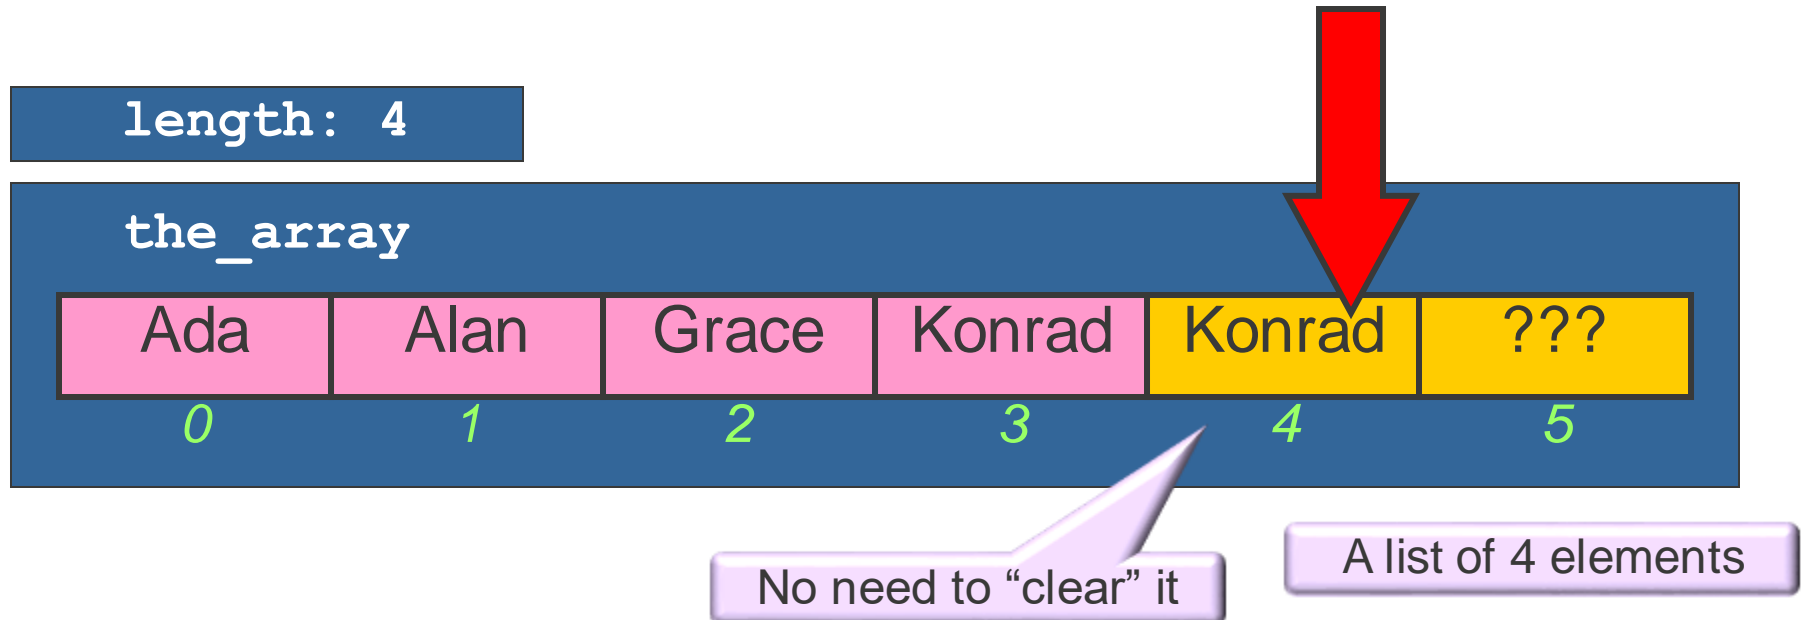 length: 4
the_array
Ada Alan Grace Konrad Konrad ???
0 1 2 3 4 5
No need to “clear” it
A list of 4 elements